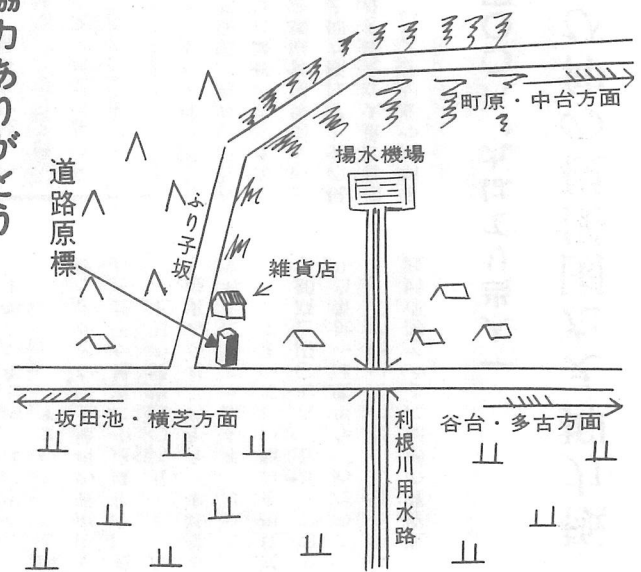 協力ありがとう
町原・中台方面
揚水機場
道路原標
ふり子坂
雑貨店
坂田池・横芝方面
谷台・多古方面
利根川用水路